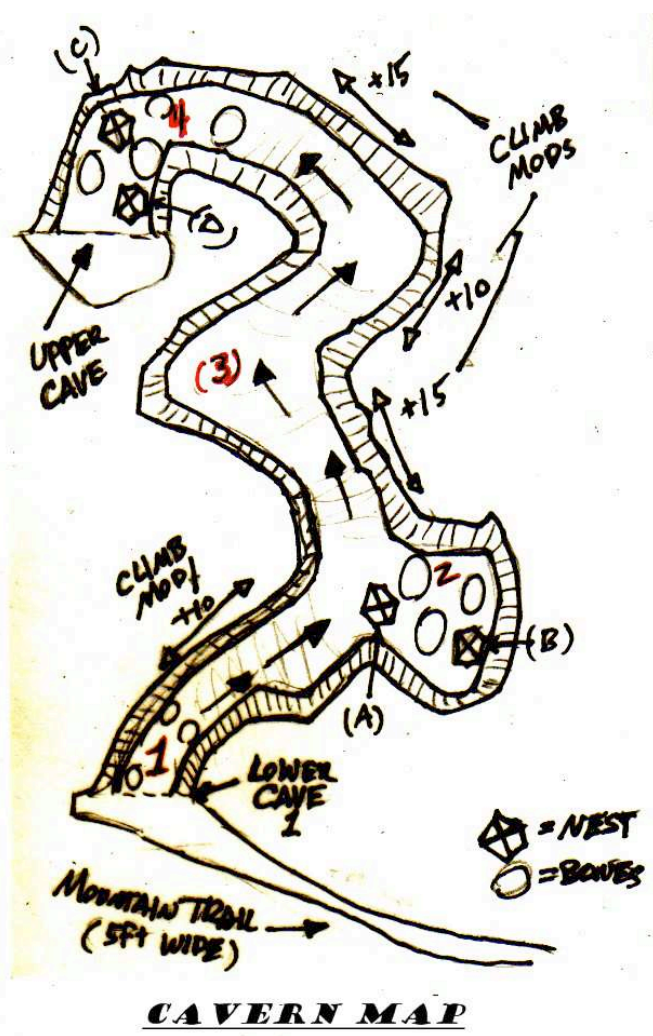 (C)
+15
CLIMB
MODS
4
(D)
+10
UPPER
CAVE
(3)
+15
CLIMB
MOD
+10
2
(B)
(A)
1
LOWER
CAVE
1
= NEST
= BONES
MOUNTAIN TRAIL
(5Ft WIDE)
CAVERN MAP